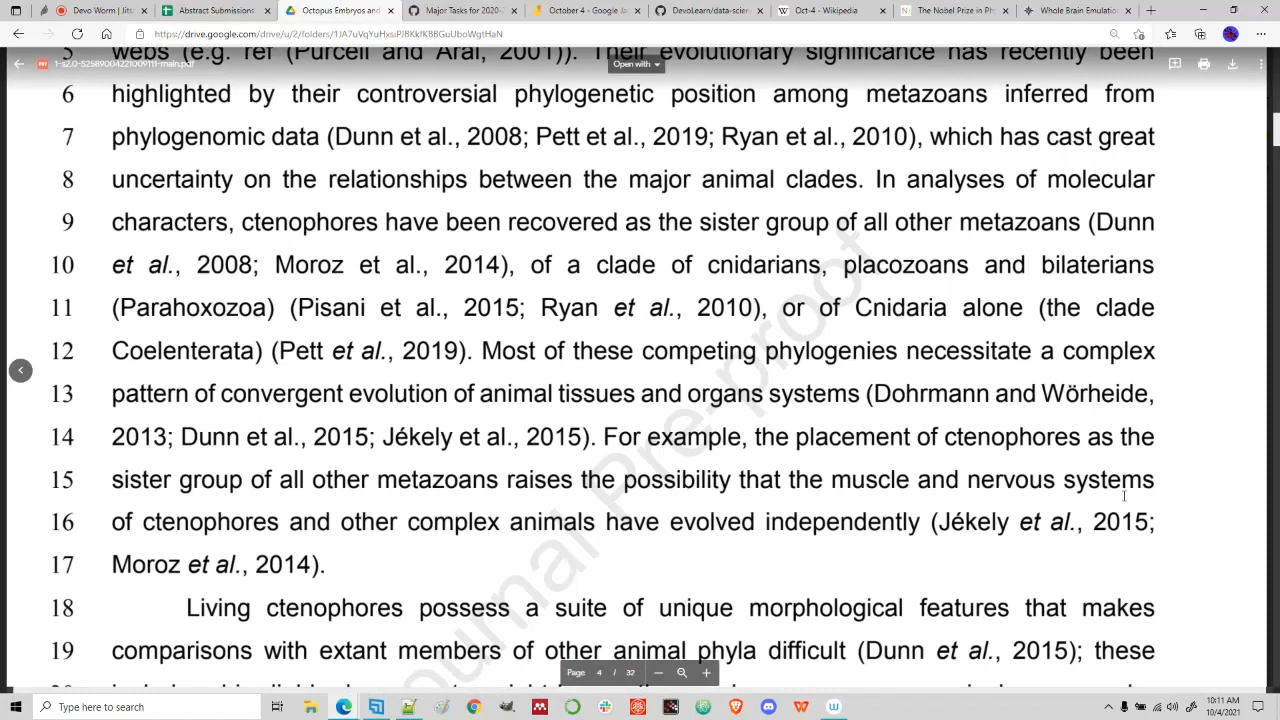 Devo Worm | Jitsi
Abstract Submissions
Octopus Embryos and
Major Tasks for 2020-
October 4 - Google Ja
DevoLearn/data-scien
Oct-4 - Wikipedia
The Nobel Prize in Ph
Whole Brain Emulation
https://drive.google.com/drive/u/2/folders/1JA7uVqYuHxsiPJBKkfKBBGuUboWgtHaN
5 webs (e.g. ref (Purcell and Arai, 2001)). Their evolutionary significance has recently been
1-s2.0-S2589004221009111-main.pdf
Open with
6 highlighted by their controversial phylogenetic position among metazoans inferred from
7 phylogenomic data (Dunn et al., 2008; Pett et al., 2019; Ryan et al., 2010), which has cast great
8 uncertainty on the relationships between the major animal clades. In analyses of molecular
9 characters, ctenophores have been recovered as the sister group of all other metazoans (Dunn
10 et al., 2008; Moroz et al., 2014), of a clade of cnidarians, placozoans and bilaterians
11 (Parahoxozoa) (Pisani et al., 2015; Ryan et al., 2010), or of Cnidaria alone (the clade
12 Coelenterata) (Pett et al., 2019). Most of these competing phylogenies necessitate a complex
13 pattern of convergent evolution of animal tissues and organs systems (Dohrmann and Wörheide,
14 2013; Dunn et al., 2015; Jékely et al., 2015). For example, the placement of ctenophores as the
15 sister group of all other metazoans raises the possibility that the muscle and nervous systems
16 of ctenophores and other complex animals have evolved independently (Jékely et al., 2015;
17 Moroz et al., 2014).
18 Living ctenophores possess a suite of unique morphological features that makes
19 comparisons with extant members of other animal phyla difficult (Dunn et al., 2015); these
Journal Pre-proof
Page 4 / 32
Type here to search
10:11 AM
10/4/2021